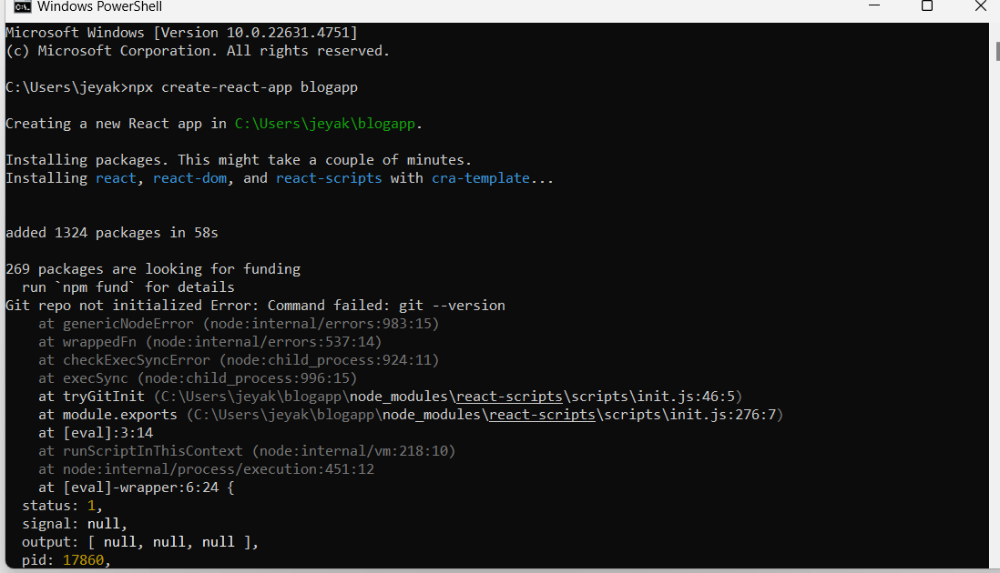 Windows PowerShell
Microsoft Windows [Version 10.0.22631.4751]
(c) Microsoft Corporation. All rights reserved.
C:\Users\jeyak>npx create-react-app blogapp
Creating a new React app in C:\Users\jeyak\blogapp.
Installing packages. This might take a couple of minutes.
Installing react, react-dom, and react-scripts with cra-template...
added 1324 packages in 58s
269 packages are looking for funding
  run `npm fund` for details
Git repo not initialized Error: Command failed: git --version
    at genericNodeError (node:internal/errors:983:15)
    at wrappedFn (node:internal/errors:537:14)
    at checkExecSyncError (node:child_process:924:11)
    at execSync (node:child_process:996:15)
    at tryGitInit (C:\Users\jeyak\blogapp\node_modules\react-scripts\scripts\init.js:46:5)
    at module.exports (C:\Users\jeyak\blogapp\node_modules\react-scripts\scripts\init.js:276:7)
    at [eval]:3:14
    at runScriptInThisContext (node:internal/vm:218:10)
    at node:internal/process/execution:451:12
    at [eval]-wrapper:6:24 {
  status: 1,
  signal: null,
  output: [ null, null, null ],
  pid: 17860,